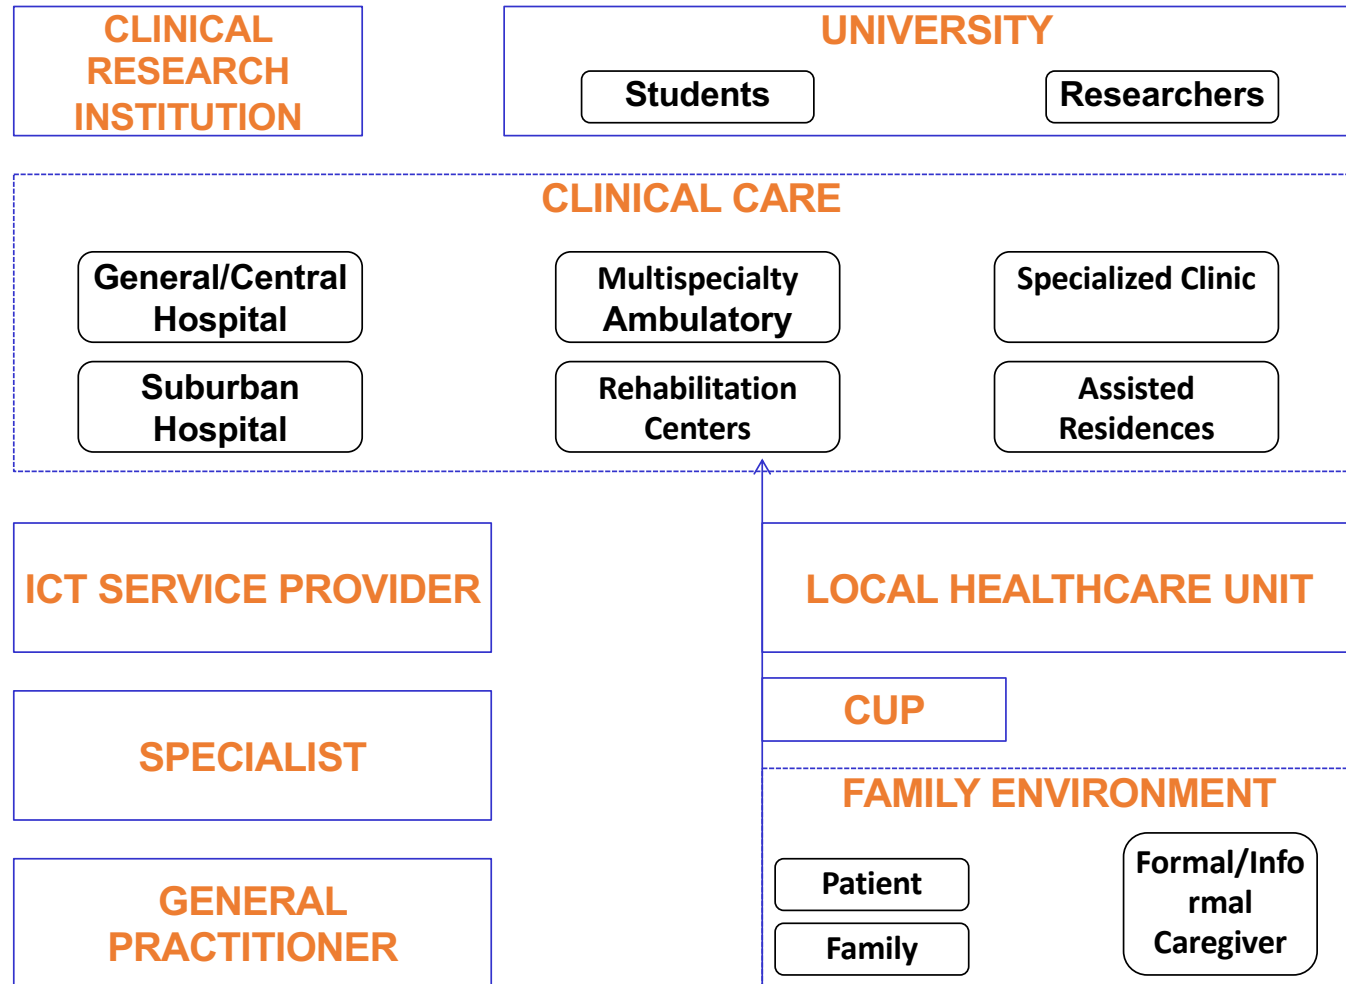 CLINICAL
RESEARCH
INSTITUTION
UNIVERSITY
Students
Researchers
CLINICAL CARE
General/Central
Hospital
Multispecialty
Ambulatory
Specialized Clinic
Suburban
Hospital
Rehabilitation
Centers
Assisted
Residences
ICT SERVICE PROVIDER
LOCAL HEALTHCARE UNIT
CUP
SPECIALIST
FAMILY ENVIRONMENT
Patient
Family
Formal/Info
rmal
Caregiver
GENERAL
PRACTITIONER